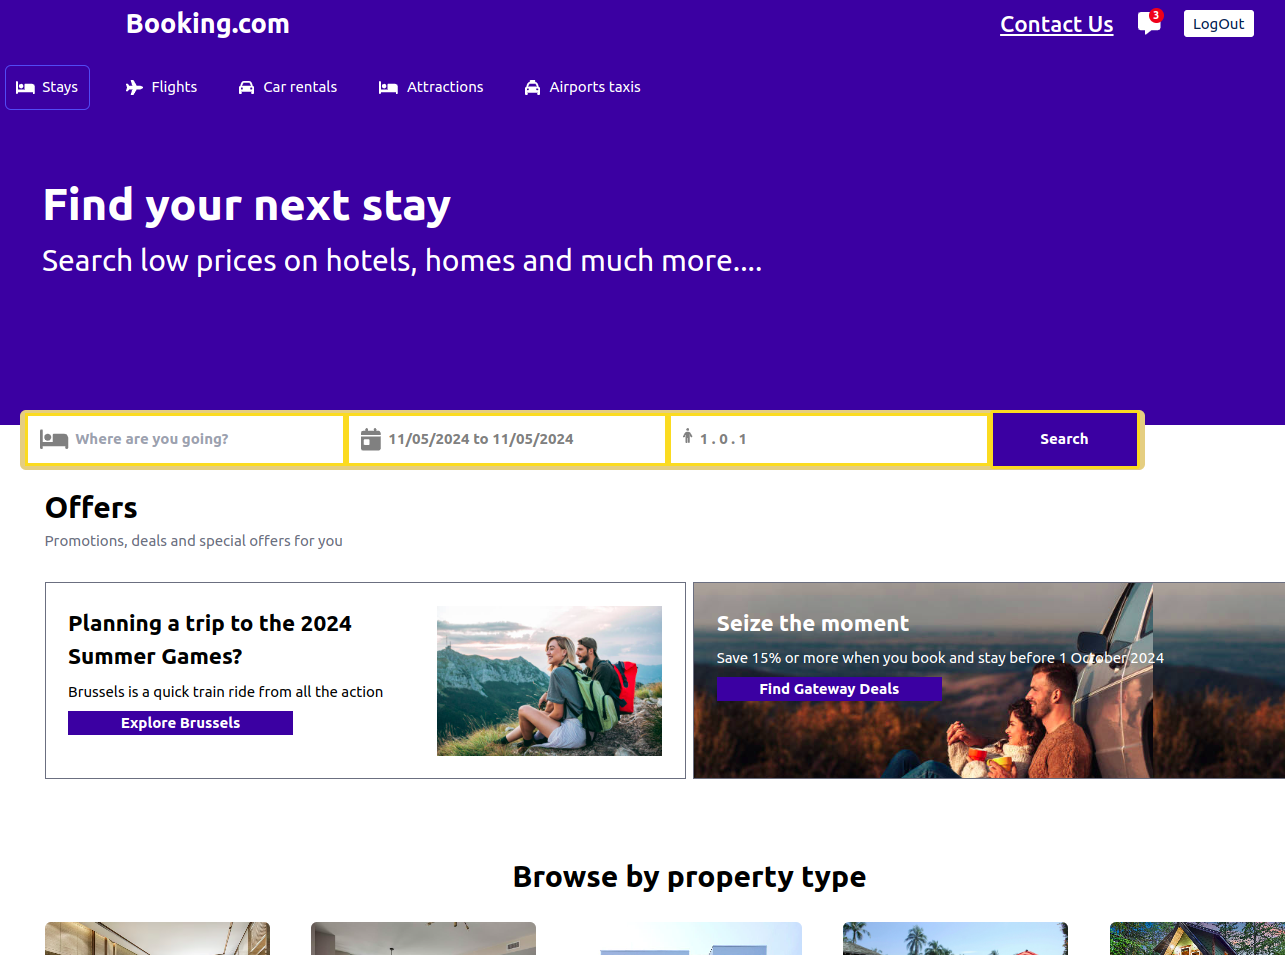 Booking.com
Contact Us
3
LogOut
Stays
Flights
Car rentals
Attractions
Airports taxis
Find your next stay
Search low prices on hotels, homes and much more....
Where are you going?
11/05/2024 to 11/05/2024
1 . 0 . 1
Search
Offers
Promotions, deals and special offers for you
Planning a trip to the 2024
Summer Games?
Brussels is a quick train ride from all the action
Explore Brussels
Seize the moment
Save 15% or more when you book and stay before 1 October 2024
Find Gateway Deals
Browse by property type